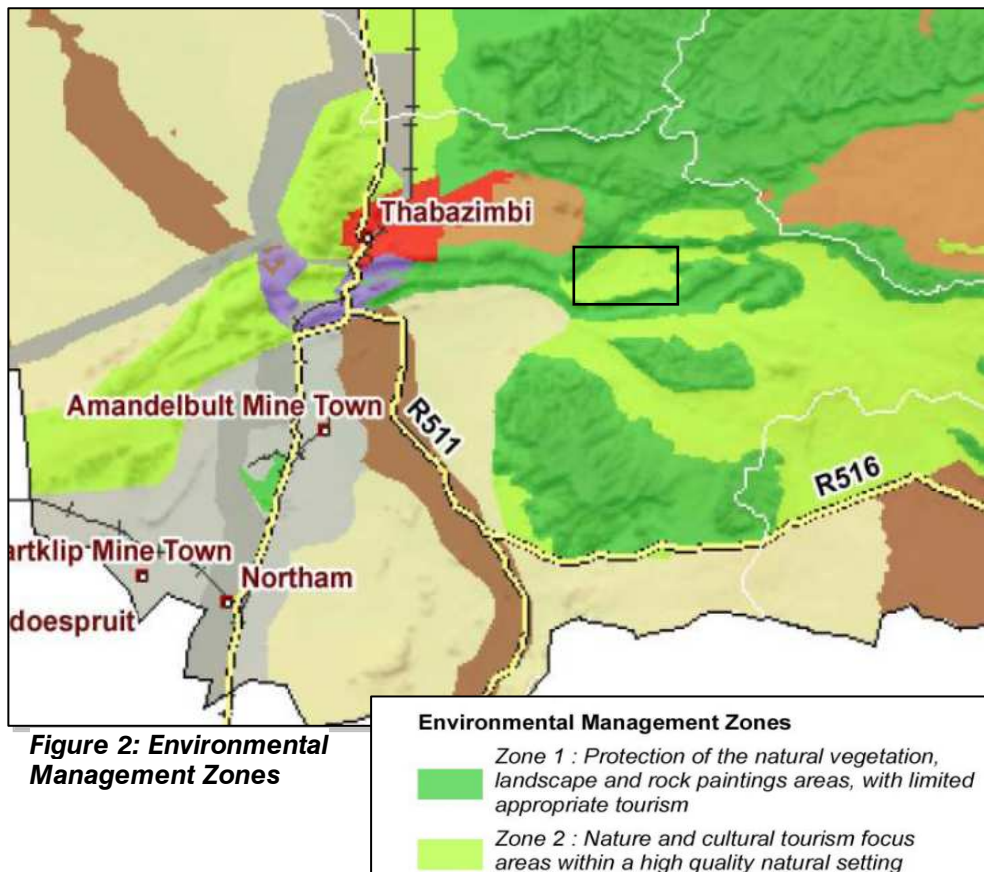 Thabazimbi
Amandelbult Mine Town
R511
R516
artklip Mine Town
Northam
doespruit
Figure 2: Environmental
Management Zones
Environmental Management Zones
Zone 1 : Protection of the natural vegetation,
landscape and rock paintings areas, with limited
appropriate tourism
Zone 2 : Nature and cultural tourism focus
areas within a high quality natural setting